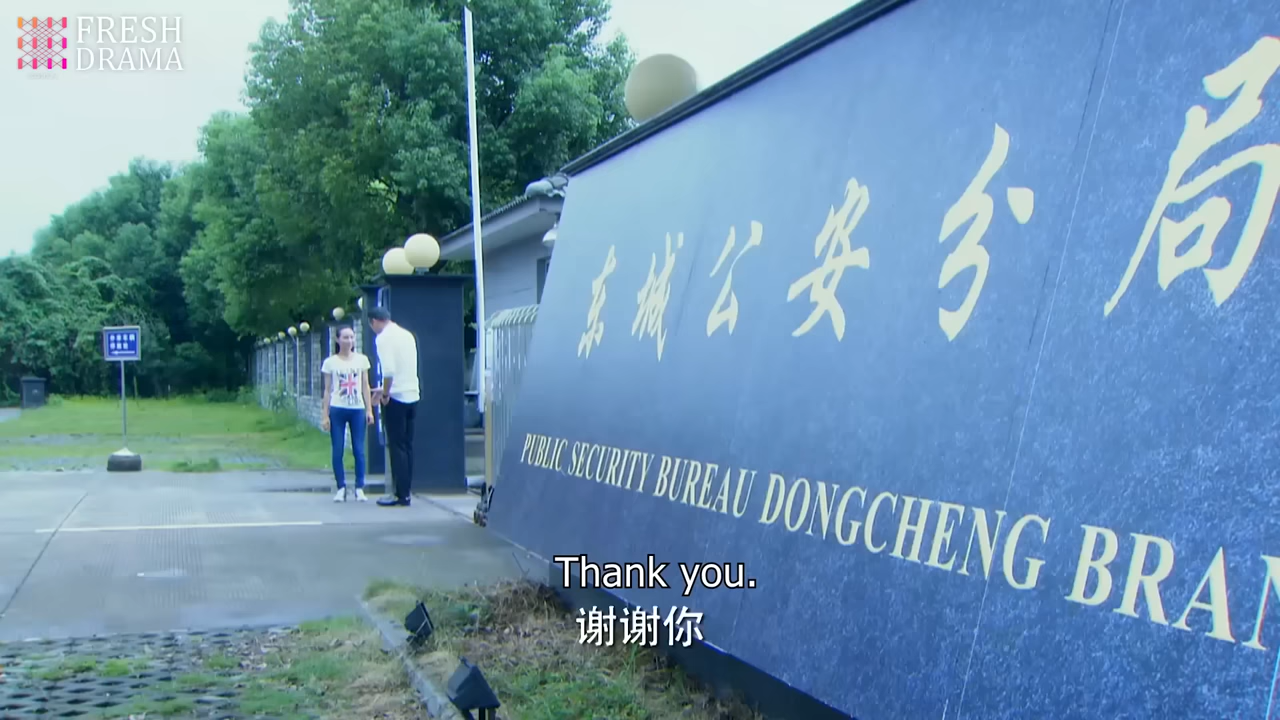 FRESH
DRAMA
东城公安分局
PUBLIC SECURITY BUREAU DONGCHENG BRAN
Thank you.
谢谢你